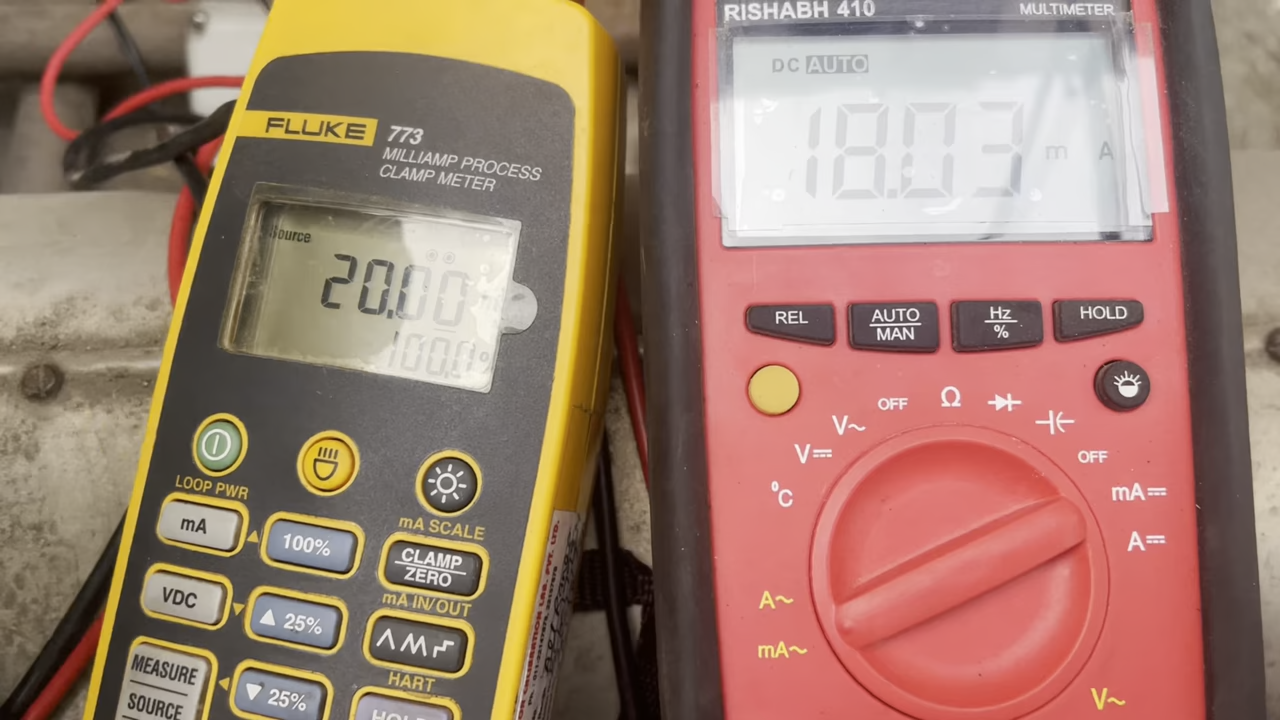 FLUKE 773
MILLIAMP PROCESS
CLAMP METER
Source
20.00
100.0
LOOP PWR
mA SCALE
mA
100%
CLAMP
ZERO
mA IN/OUT
VDC
25%
HART
MEASURE
SOURCE
25%
HOLD
RISHABH 410
MULTIMETER
DC AUTO
18.03 m A
REL
AUTO
MAN
Hz
%
HOLD
OFF
Ω
V~
V⎓
°C
OFF
mA⎓
A⎓
A~
mA~
V~